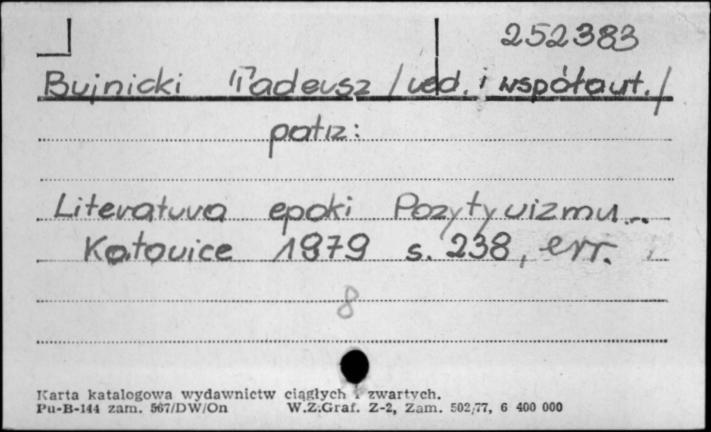 252383
Bujnicki Tadeusz /red. i współaut./
patrz:
Literatura epoki Pozytywizmu...
Katowice 1979 s. 238, err.
8
Karta katalogowa wydawnictw ciągłych i zwartych.
Pu-B-144 zam. 567/DW/On W.Z.Graf. Z-2, Zam. 502/77, 6 400 000